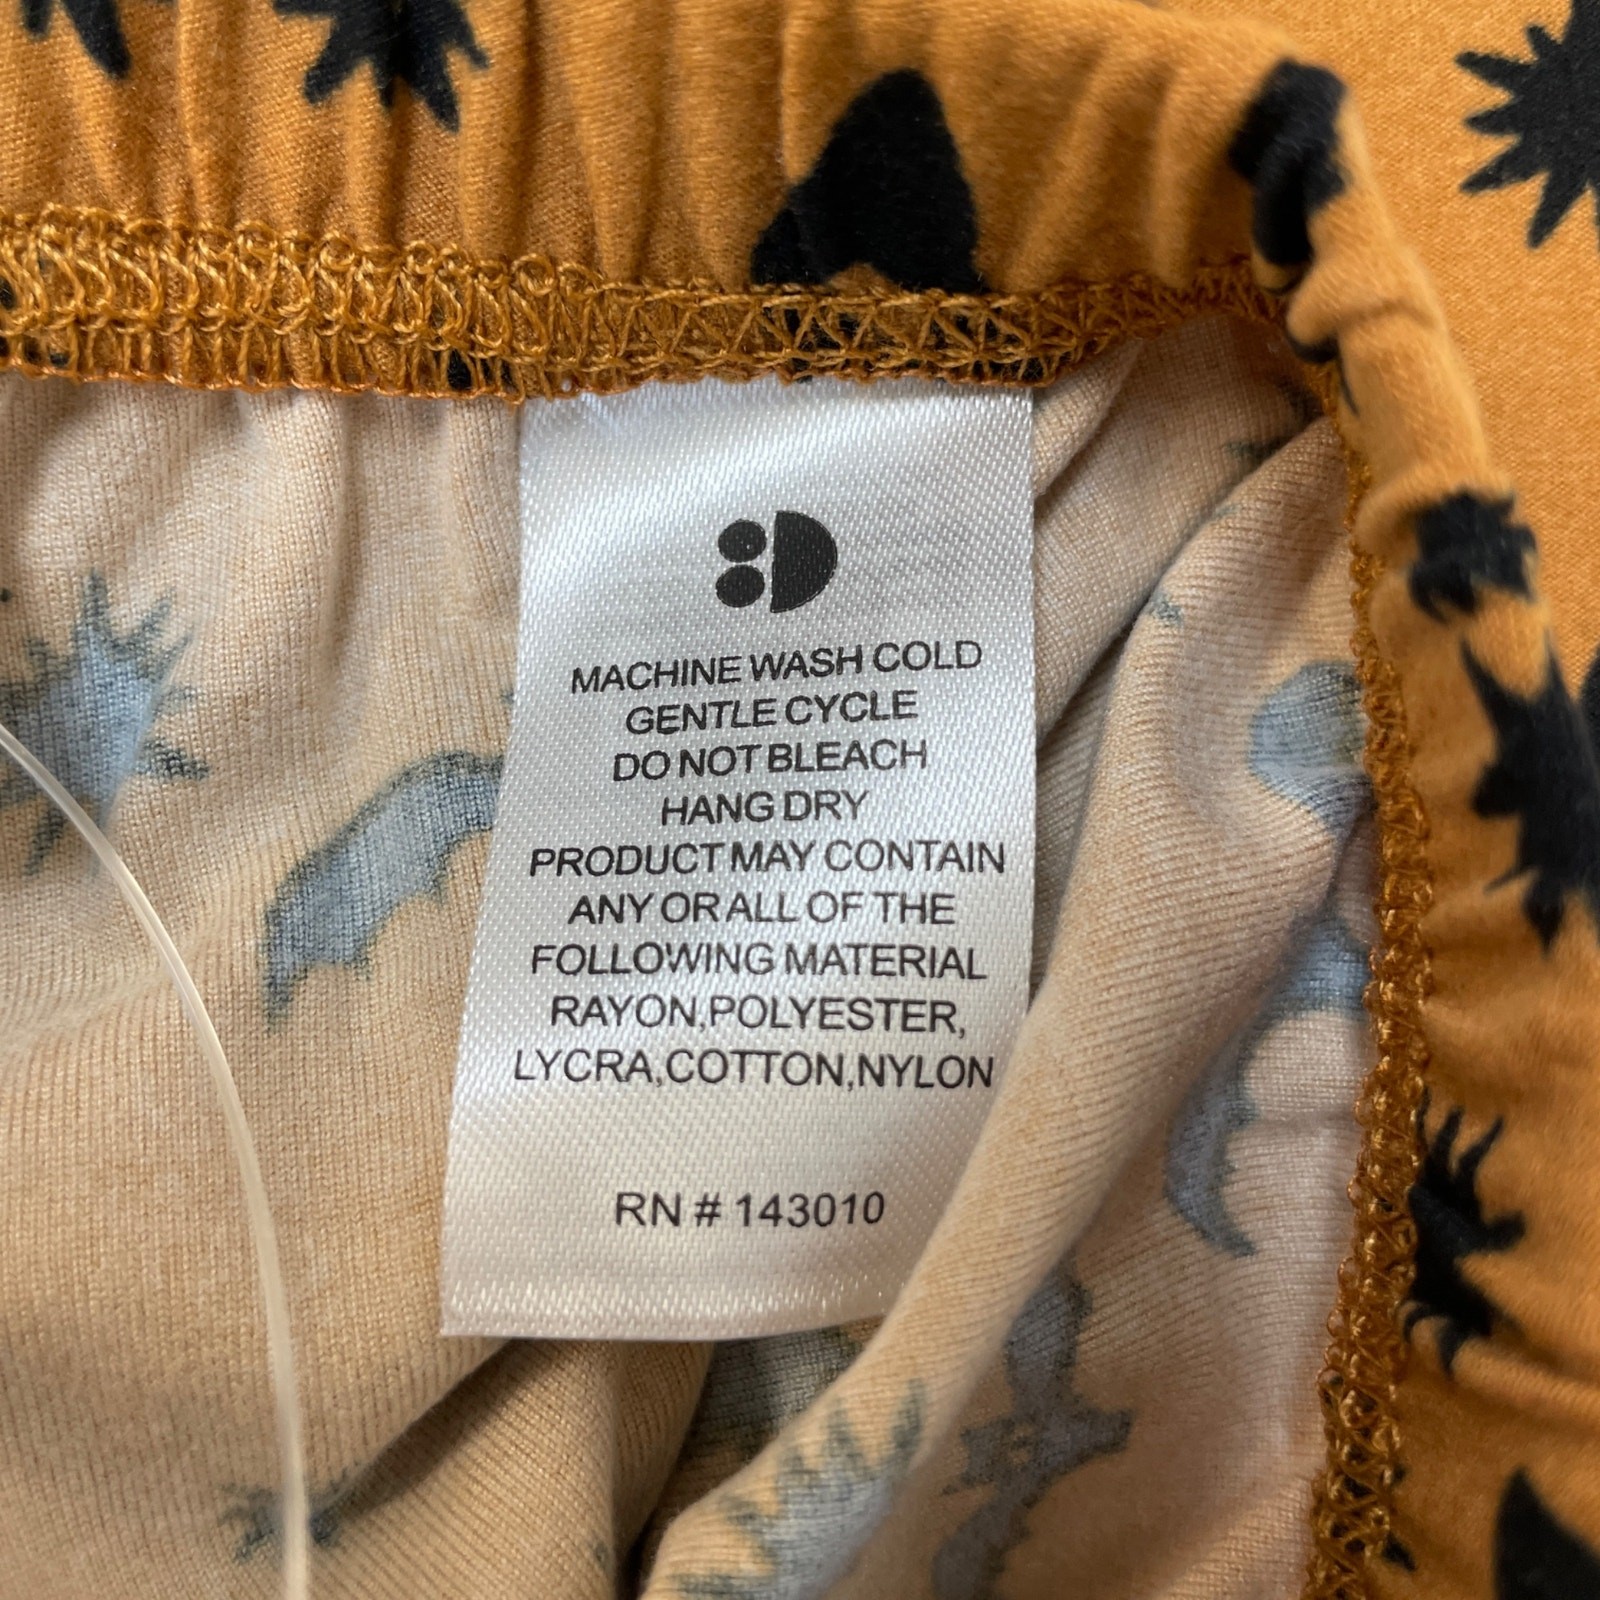 MACHINE WASH COLD
GENTLE CYCLE
DO NOT BLEACH
HANG DRY
PRODUCT MAY CONTAIN
ANY OR ALL OF THE
FOLLOWING MATERIAL
RAYON,POLYESTER,
LYCRA,COTTON,NYLON
RN # 143010